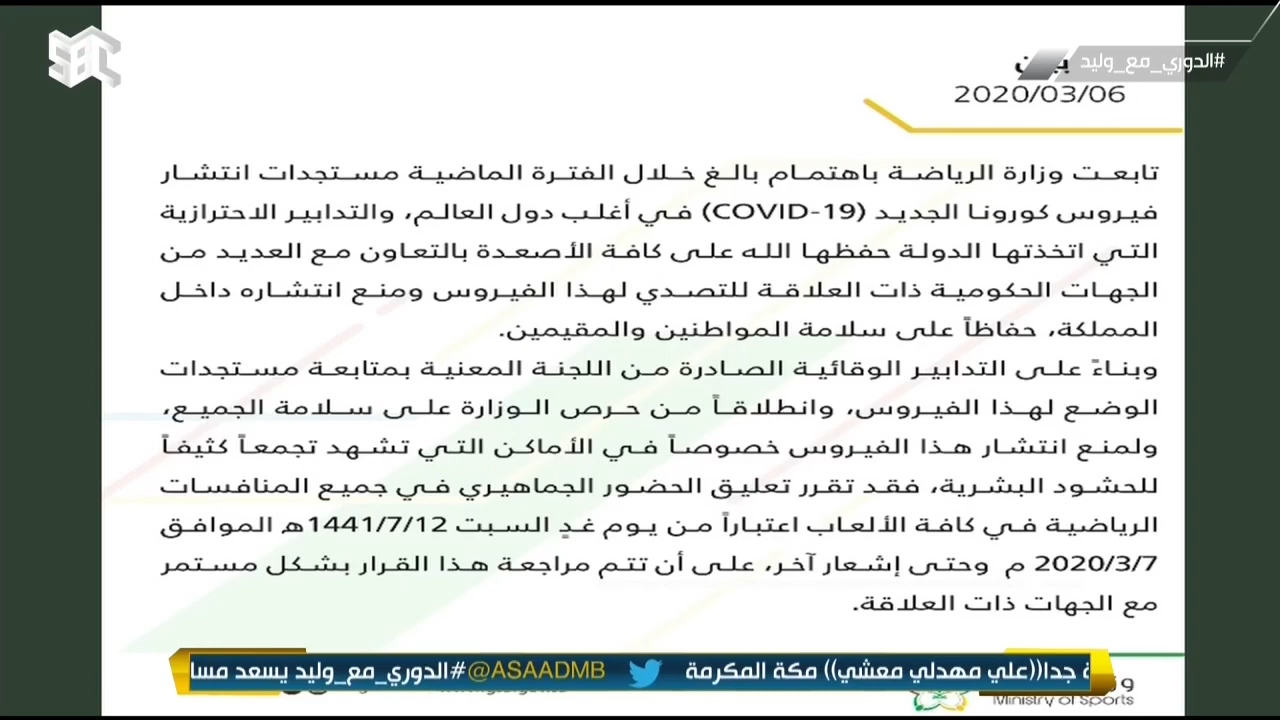 SBC
#الدوري_مع_وليد
2020/03/06
تابعت وزارة الرياضة باهتمام بالغ خلال الفترة الماضية مستجدات انتشار
فيروس كورونا الجديد (COVID-19) في أغلب دول العالم، والتدابير الاحترازية
التي اتخذتها الدولة حفظها الله على كافة الأصعدة بالتعاون مع العديد من
الجهات الحكومية ذات العلاقة للتصدي لهذا الفيروس ومنع انتشاره داخل
المملكة، حفاظاً على سلامة المواطنين والمقيمين.
وبناءً على التدابير الوقائية الصادرة من اللجنة المعنية بمتابعة مستجدات
الوضع لهذا الفيروس، وانطلاقاً من حرص الوزارة على سلامة الجميع،
ولمنع انتشار هذا الفيروس خصوصاً في الأماكن التي تشهد تجمعاً كثيفاً
للحشود البشرية، فقد تقرر تعليق الحضور الجماهيري في جميع المنافسات
الرياضية في كافة الألعاب اعتباراً من يوم غدٍ السبت 1441/7/12هـ الموافق
2020/3/7 م وحتى إشعار آخر، على أن تتم مراجعة هذا القرار بشكل مستمر
مع الجهات ذات العلاقة.
ة جدا((علي مهدلي معشي)) مكة المكرمة @ASAADMB #الدوري_مع_وليد يسعد مسا
Ministry of Sports